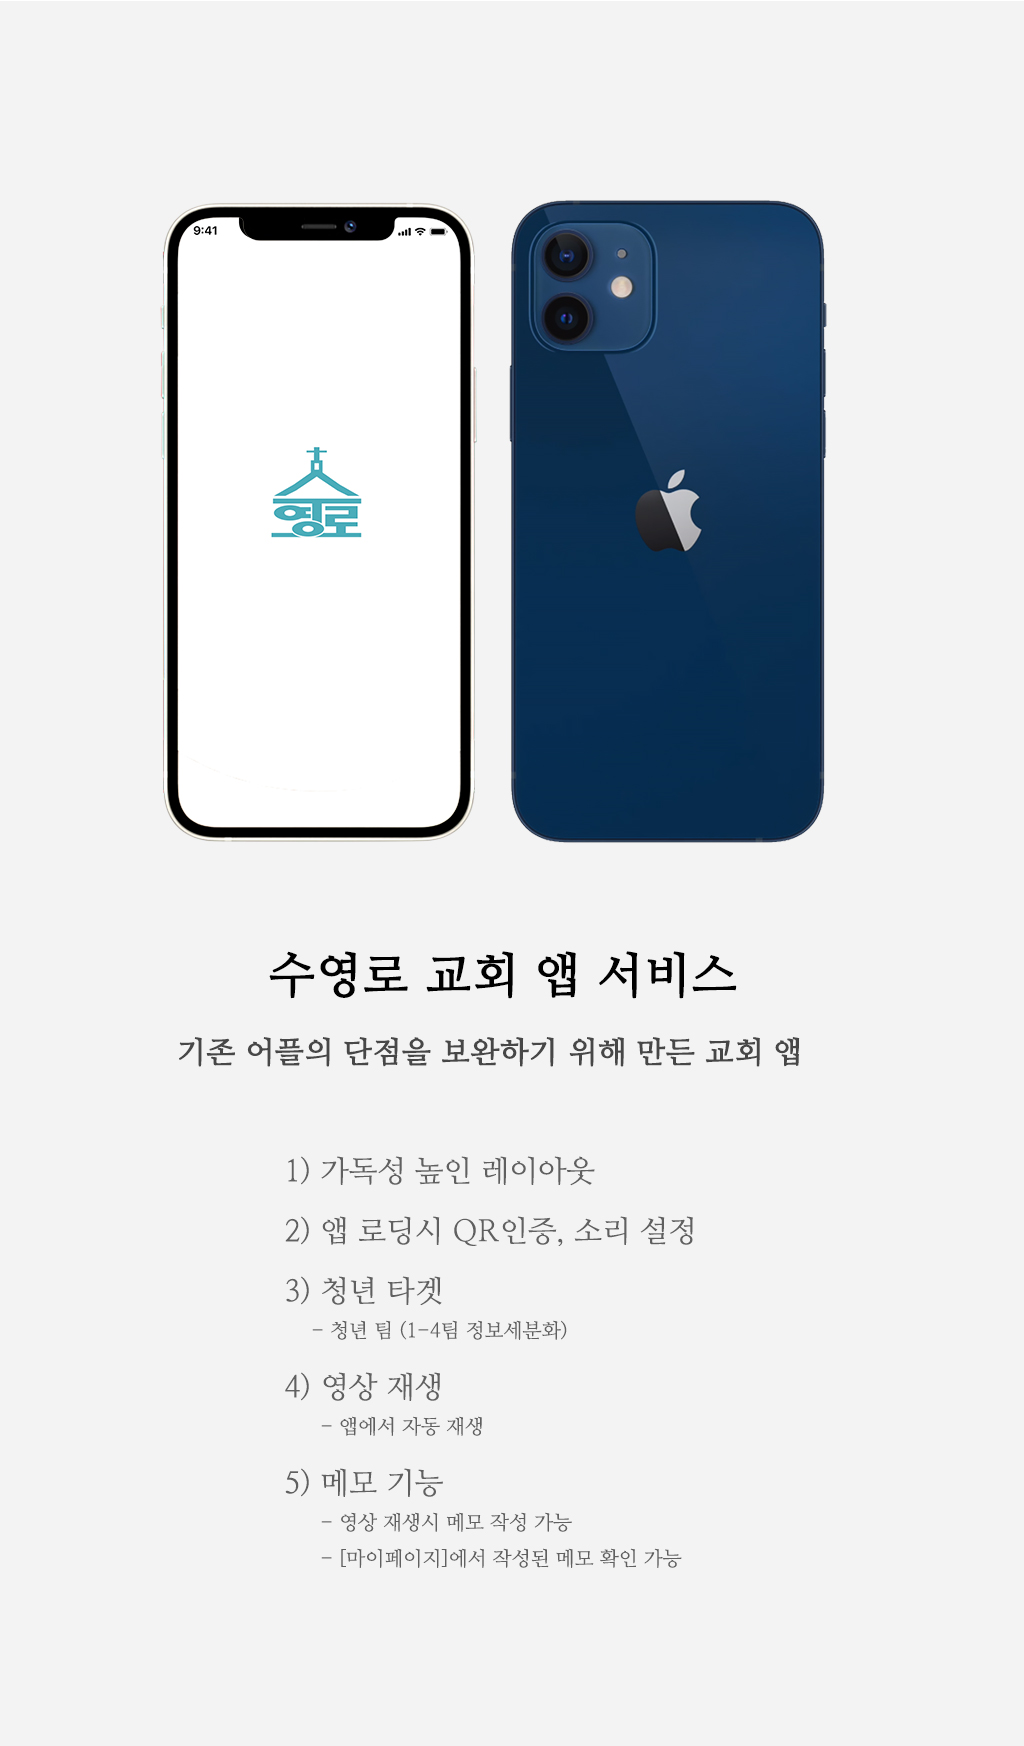 9:41
영로
수영로 교회 앱 서비스
기존 어플의 단점을 보완하기 위해 만든 교회 앱
1) 가독성 높인 레이아웃
2) 앱 로딩시 QR인증, 소리 설정
3) 청년 타겟
- 청년 팀 (1-4팀 정보세분화)
4) 영상 재생
- 앱에서 자동 재생
5) 메모 기능
- 영상 재생시 메모 작성 가능
- [마이페이지]에서 작성된 메모 확인 가능